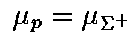 μ_p = μ_{Σ^+}